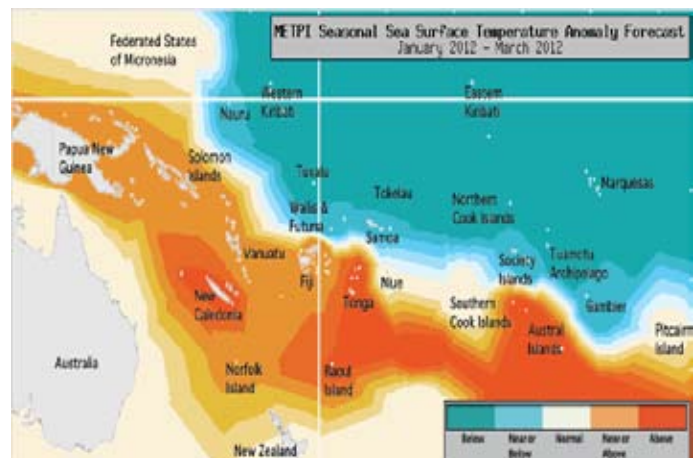 METPI Seasonal Sea Surface Temperature Anomaly Forecast
January 2012 - March 2012
Federated States
of Micronesia
Western
Kiribati
Eastern
Kiribati
Nauru
Papua New
Guinea
Solomon
Islands
Tuvalu
Tokelau
Northern
Cook Islands
Marquesas
Wallis &
Futuna
Samoa
Vanuatu
Fiji
Tonga
Niue
Society
Islands
Tuamotu
Archipelago
New
Caledonia
Southern
Cook Islands
Austral
Islands
Gambier
Pitcairn
Island
Australia
Norfolk
Island
Raoul
Island
New Zealand
Below
Near or
Below
Normal
Near or
Above
Above